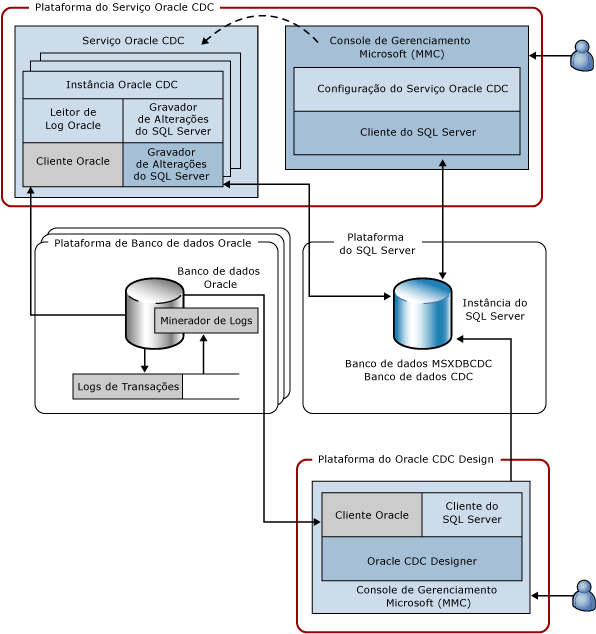 Plataforma do Serviço Oracle CDC
Serviço Oracle CDC
Instância Oracle CDC
Leitor de
Log Oracle
Gravador
de Alterações
do SQL Server
Cliente Oracle
Gravador
de Alterações
do SQL Server
Console de Gerenciamento
Microsoft (MMC)
Configuração do Serviço Oracle CDC
Cliente do SQL Server
Plataforma de Banco de dados Oracle
Banco de dados
Oracle
Minerador de Logs
Logs de Transações
Plataforma
do SQL Server
Instância do
SQL Server
Banco de dados MSXDBCDC
Banco de dados CDC
Plataforma do Oracle CDC Design
Cliente Oracle
Cliente do
SQL Server
Oracle CDC Designer
Console de Gerenciamento
Microsoft (MMC)